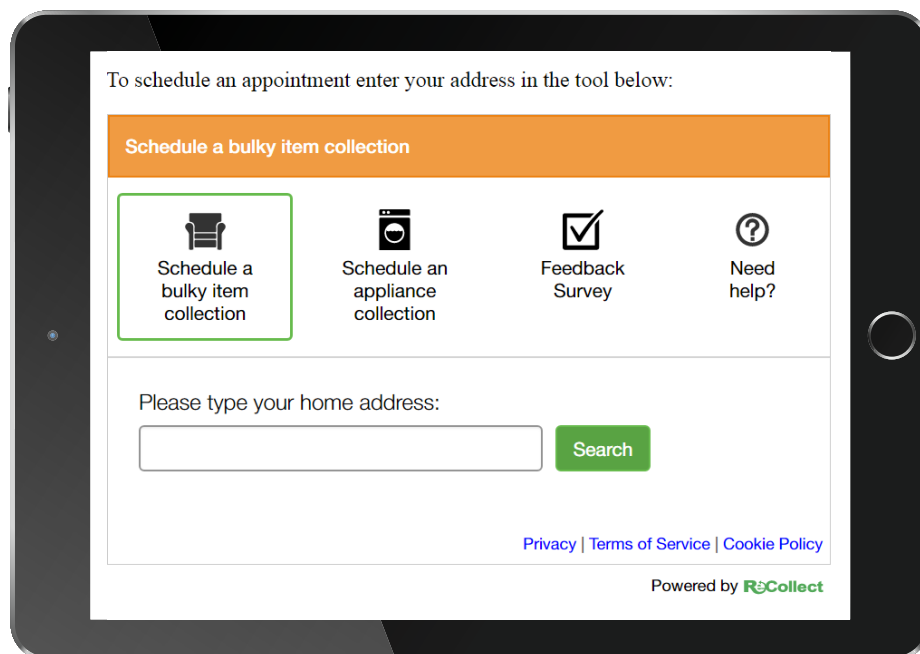 To schedule an appointment enter your address in the tool below:
Schedule a bulky item collection
Schedule a
bulky item
collection
Schedule an
appliance
collection
Feedback
Survey
Need
help?
Please type your home address:
Search
Privacy | Terms of Service | Cookie Policy
Powered by ReCollect